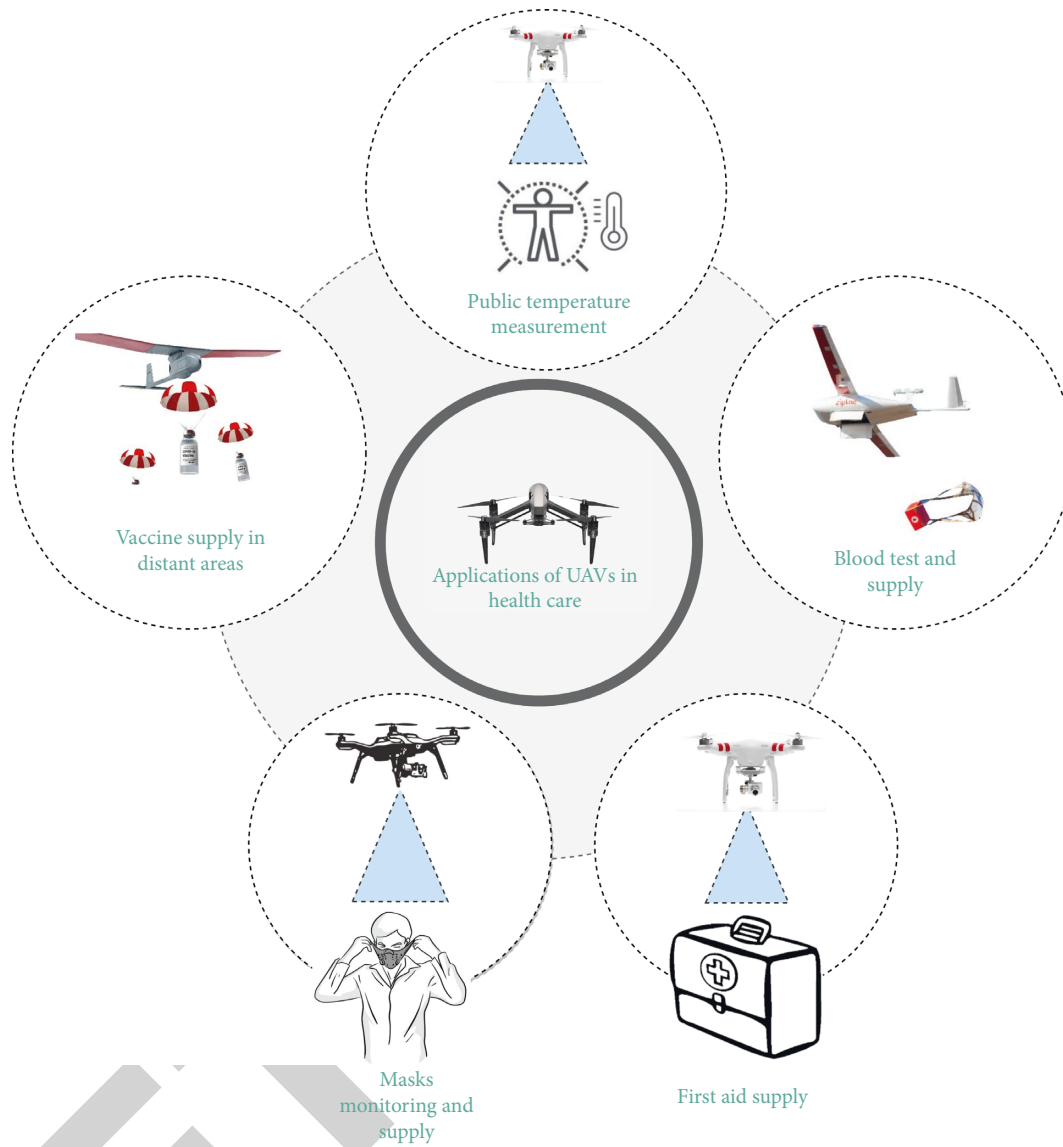 Public temperature
measurement
Vaccine supply in
distant areas
zipline
Blood test and
supply
Applications of UAVs in
health care
Masks
monitoring and
supply
First aid supply